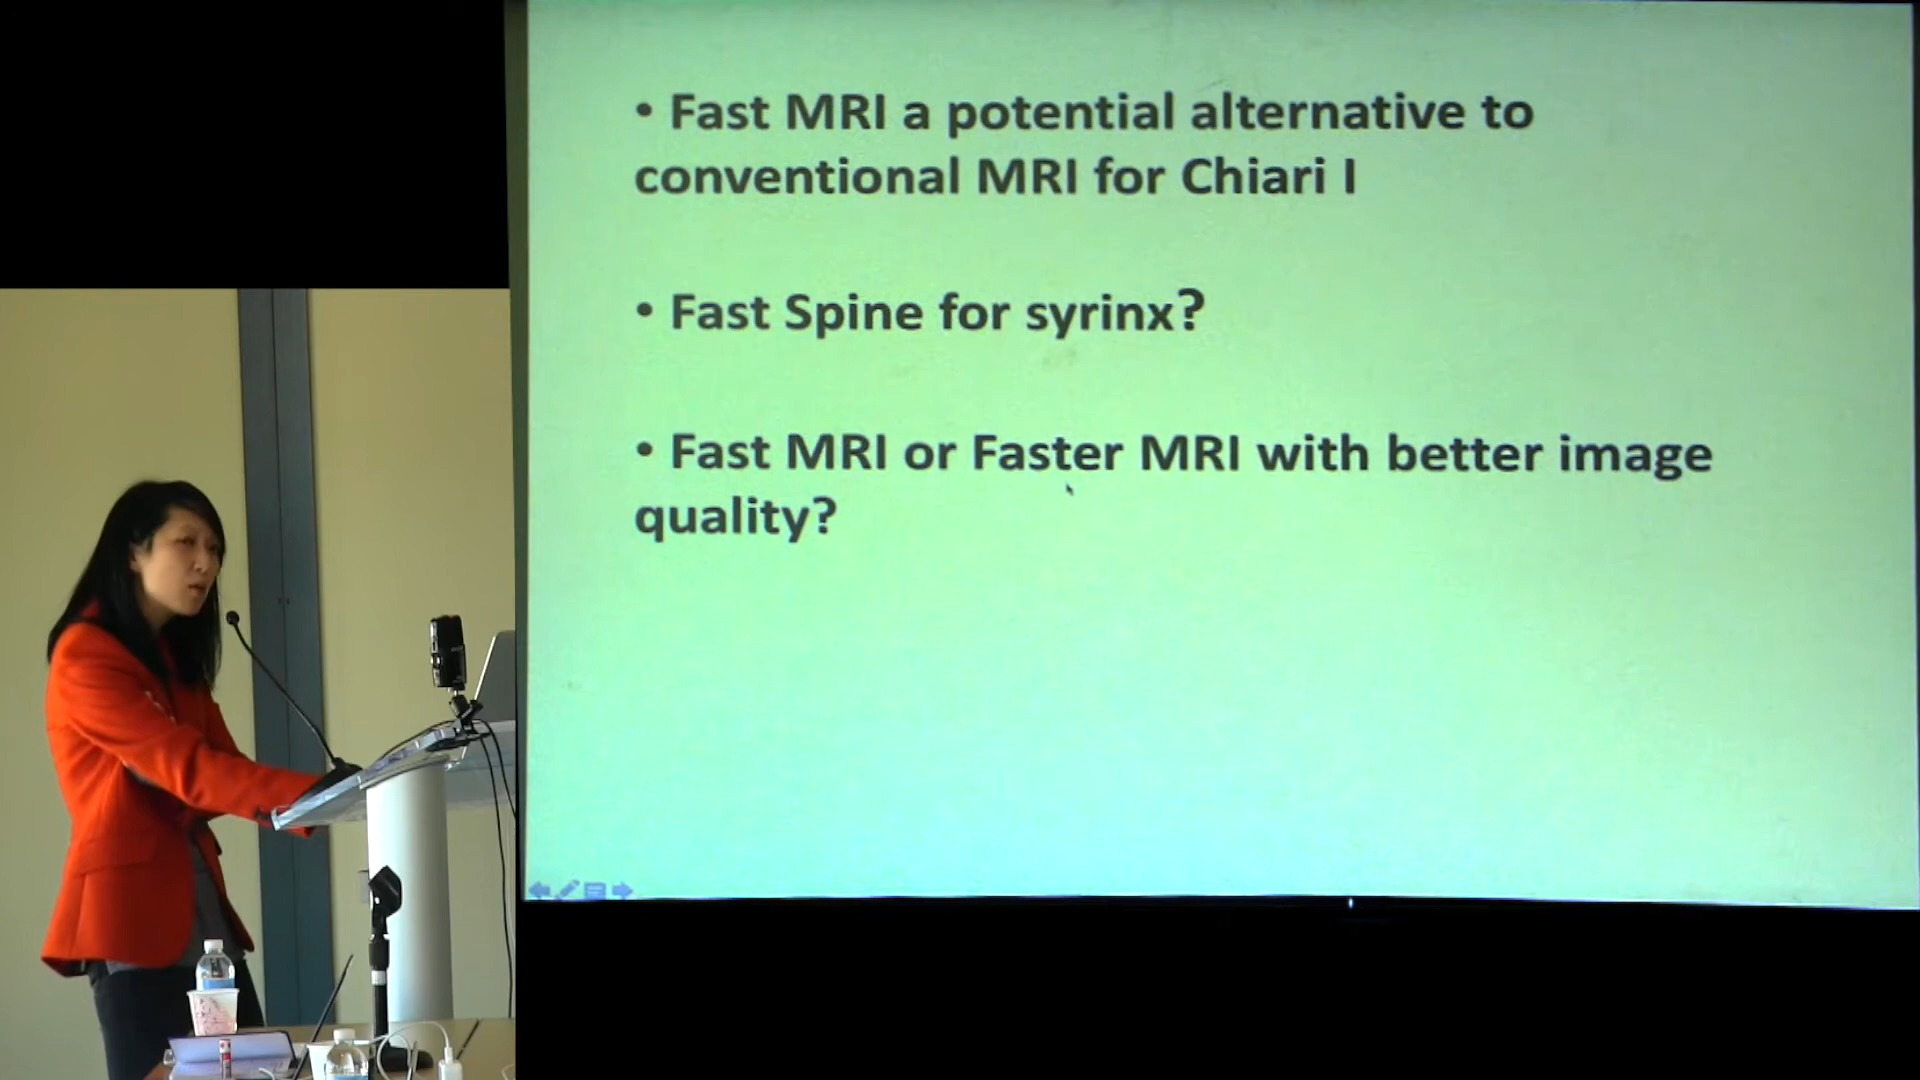 • Fast MRI a potential alternative to
conventional MRI for Chiari I
• Fast Spine for syrinx?
• Fast MRI or Faster MRI with better image
quality?